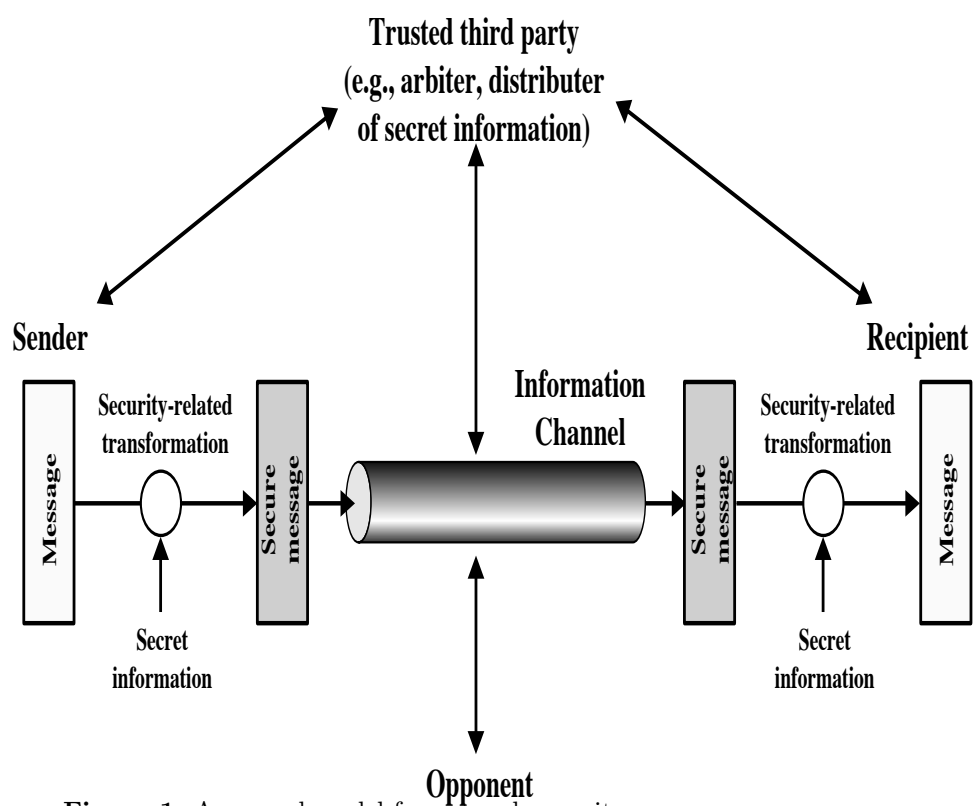 Trusted third party
(e.g., arbiter, distributer
of secret information)
Sender
Recipient
Information
Channel
Security-related
transformation
Security-related
transformation
Message
Secure
message
Secure
message
Message
Secret
information
Secret
information
Opponent